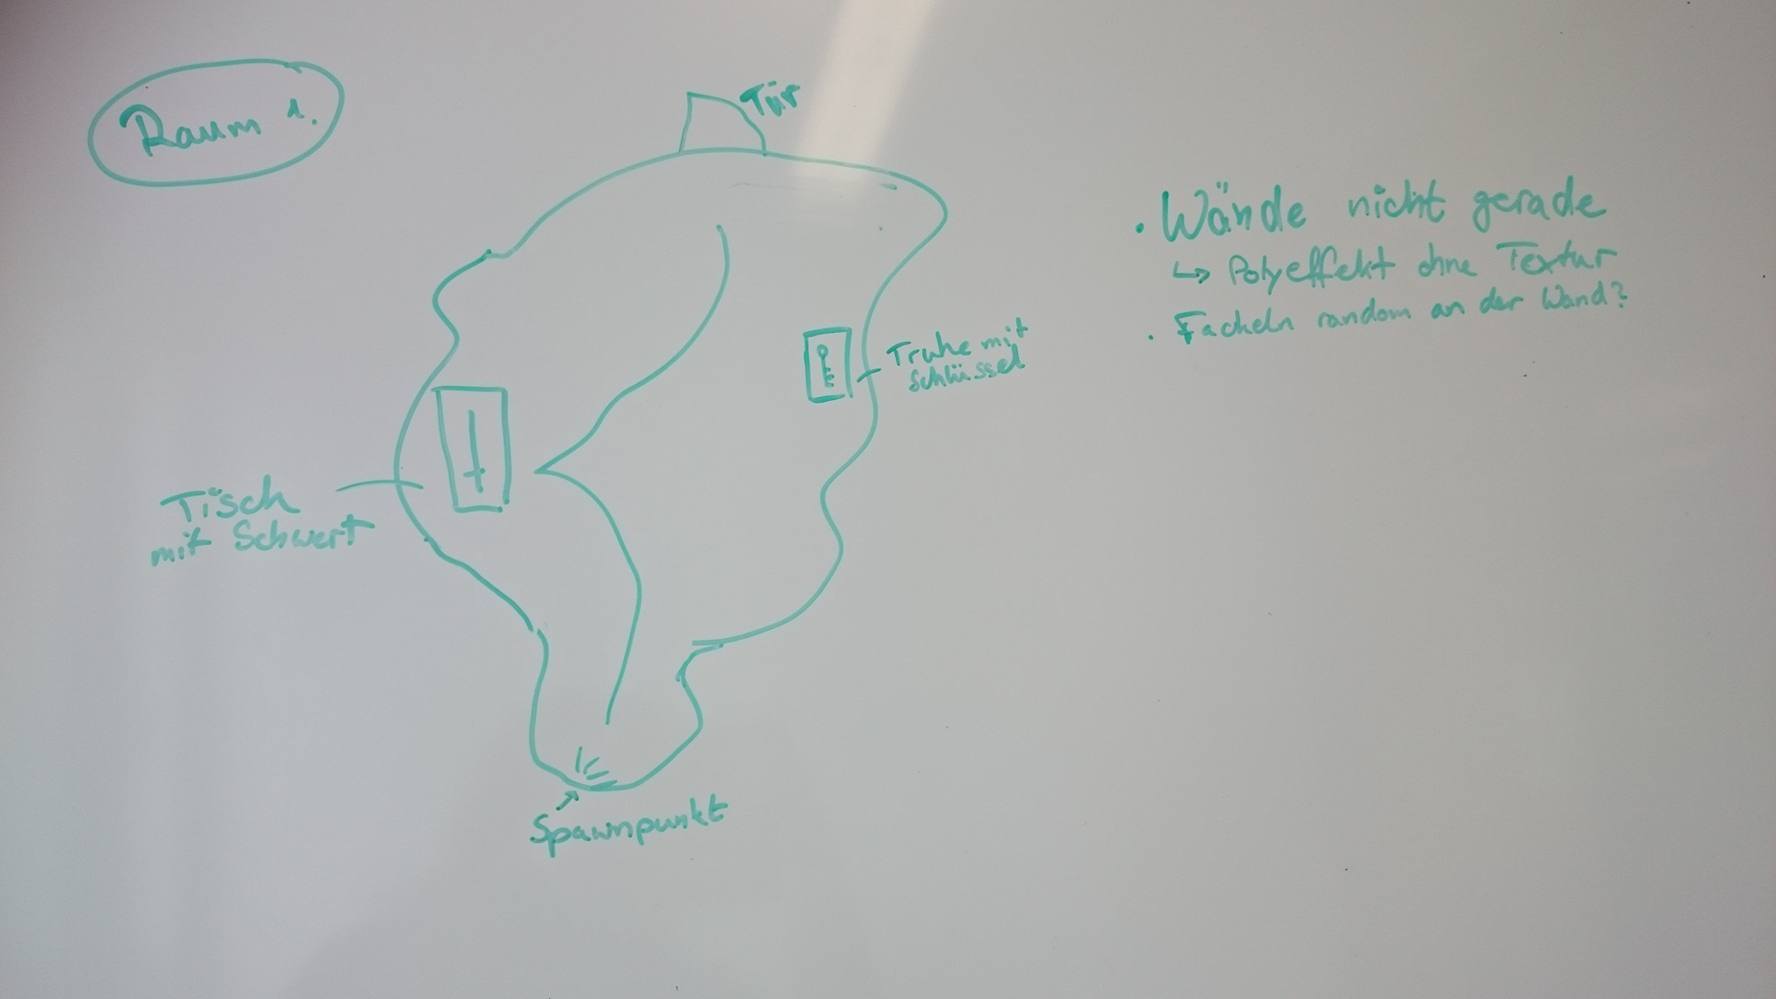 Raum 1.
Tür
• Wände nicht gerade
↳ Polyeffekt ohne Textur
• Fackeln random an der Wand?
Truhe mit
Schlüssel
Tisch
mit Schwert
Spawnpunkt